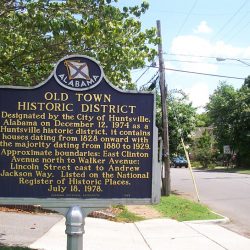 ALABAMA
OLD TOWN
HISTORIC DISTRICT
Designated by the City of Huntsville,
Alabama on December 12, 1974 as a
Huntsville historic district, it contains
houses dating from 1828 onward with
the majority dating from 1880 to 1929.
Approximate boundaries: East Clinton
Avenue north to Walker Avenue;
Lincoln Street east to Andrew
Jackson Way. Listed on the National
Register of Historic Places,
July 18, 1978.